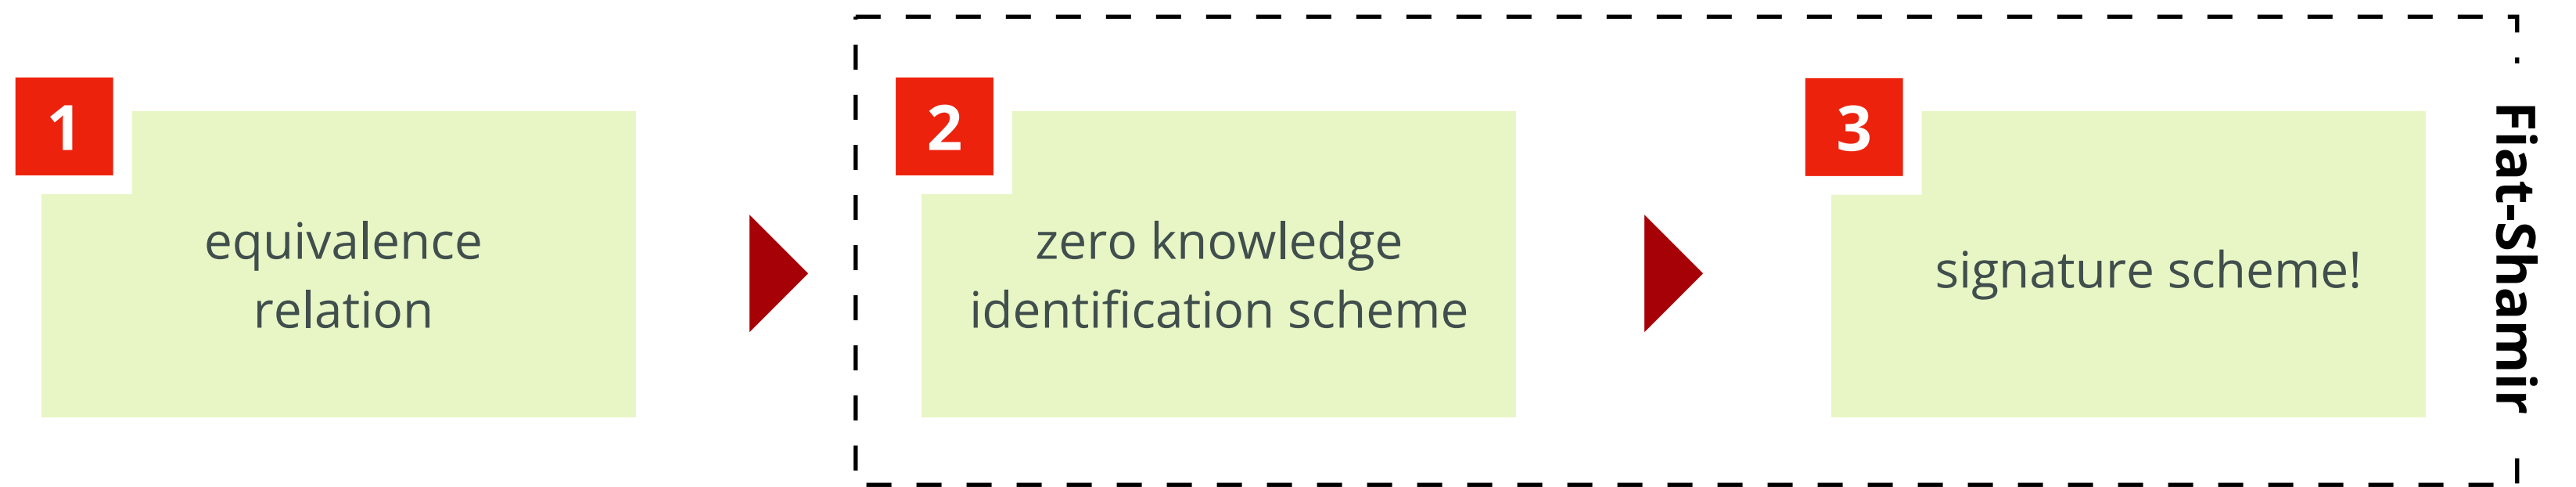 1
equivalence
relation
2
zero knowledge
identification scheme
3
signature scheme!
Fiat-Shamir